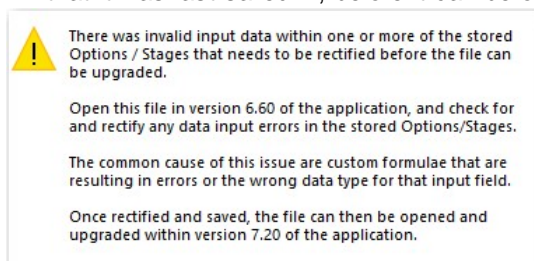 There was invalid input data within one or more of the stored
Options / Stages that needs to be rectified before the file can
be upgraded.
Open this file in version 6.60 of the application, and check for
and rectify any data input errors in the stored Options/Stages.
The common cause of this issue are custom formulae that are
resulting in errors or the wrong data type for that input field.
Once rectified and saved, the file can then be opened and
upgraded within version 7.20 of the application.